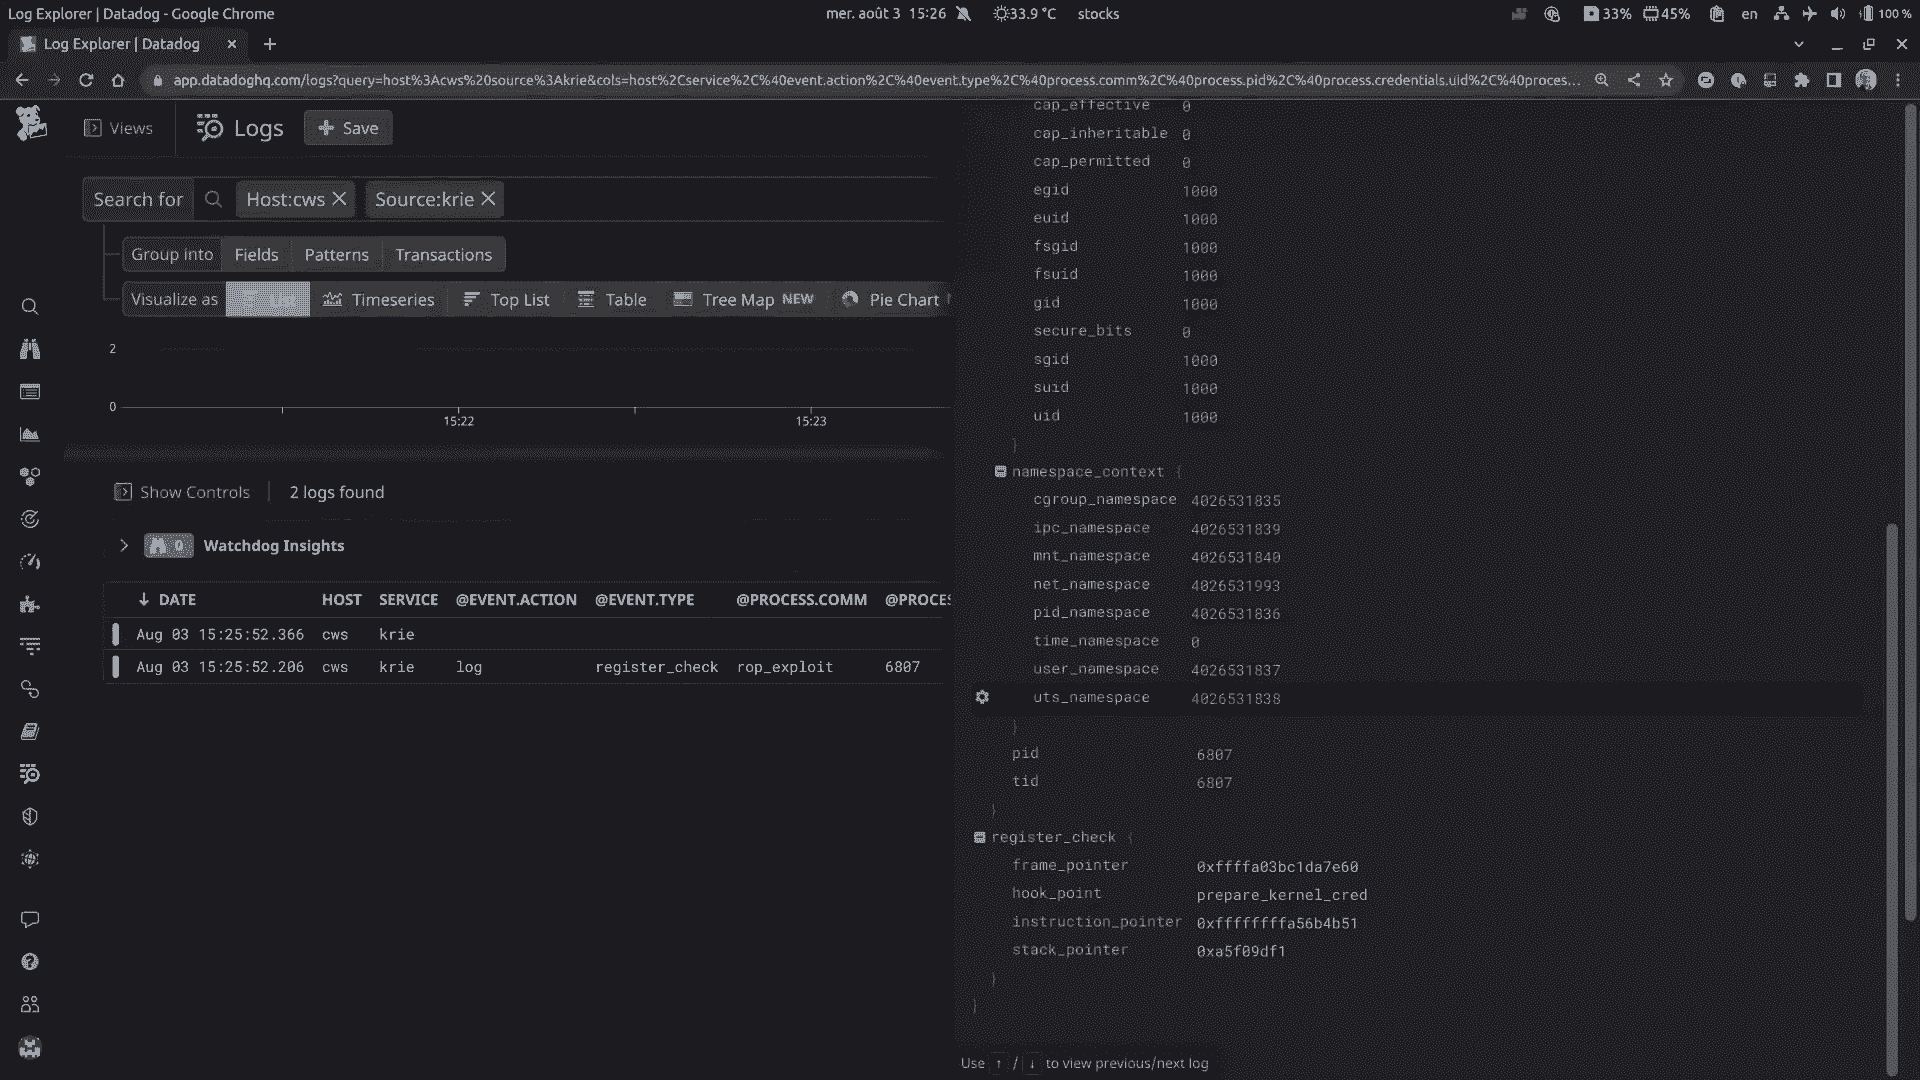 Log Explorer | Datadog - Google Chrome
mer. août 3 15:26
33.9 °C
stocks
33%
45%
en
100 %
Log Explorer | Datadog
app.datadoghq.com/logs?query=host%3Acws%20source%3Akrie&cols=host%2Cservice%2C%40event.action%2C%40event.type%2C%40process.comm%2C%40process.pid%2C%40process.credentials.uid%2C%40proces...
Views
Logs
Save
Search for
Host:cws
Source:krie
Group into Fields Patterns Transactions
Visualize as Timeseries Top List Table Tree Map NEW Pie Chart
2
0
15:22
15:23
Show Controls
2 logs found
0
Watchdog Insights
DATE HOST SERVICE @EVENT.ACTION @EVENT.TYPE @PROCESS.COMM @PROCES
Aug 03 15:25:52.366 cws krie
Aug 03 15:25:52.206 cws krie log register_check rop_exploit 6807
cap_effective 0
cap_inheritable 0
cap_permitted 0
egid 1000
euid 1000
fsgid 1000
fsuid 1000
gid 1000
secure_bits 0
sgid 1000
suid 1000
uid 1000
}
namespace_context {
cgroup_namespace 4026531835
ipc_namespace 4026531839
mnt_namespace 4026531840
net_namespace 4026531993
pid_namespace 4026531836
time_namespace 0
user_namespace 4026531837
uts_namespace 4026531838
}
pid 6807
tid 6807
}
register_check {
frame_pointer 0xffffa03bc1da7e60
hook_point prepare_kernel_cred
instruction_pointer 0xffffffffa56b4b51
stack_pointer 0xa5f09df1
}
}
Use ↑ / ↓ to view previous/next log